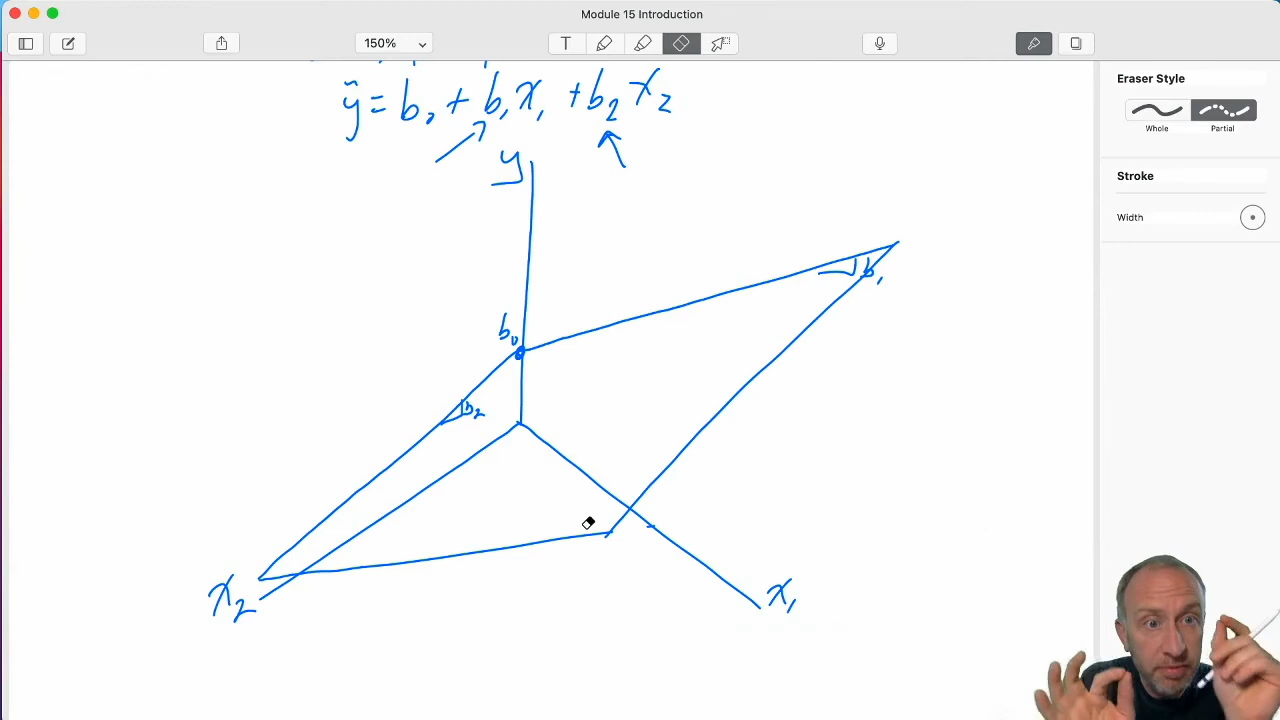 Module 15 Introduction
150%
T
Eraser Style
Whole
Partial
Stroke
Width
ŷ = b₀ + b₁x₁ + b₂x₂
y
b₁
b₀
b₂
x₂
x₁